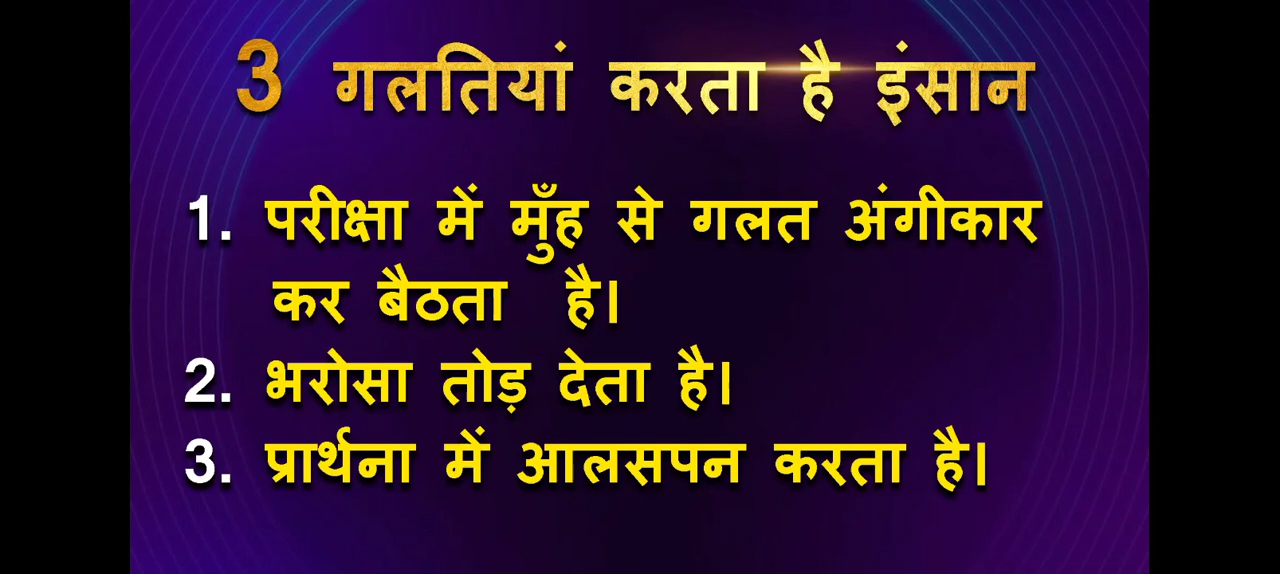 3 गलतियां करता है इंसान
1. परीक्षा में मुँह से गलत अंगीकार
कर बैठता है।
2. भरोसा तोड़ देता है।
3. प्रार्थना में आलसपन करता है।